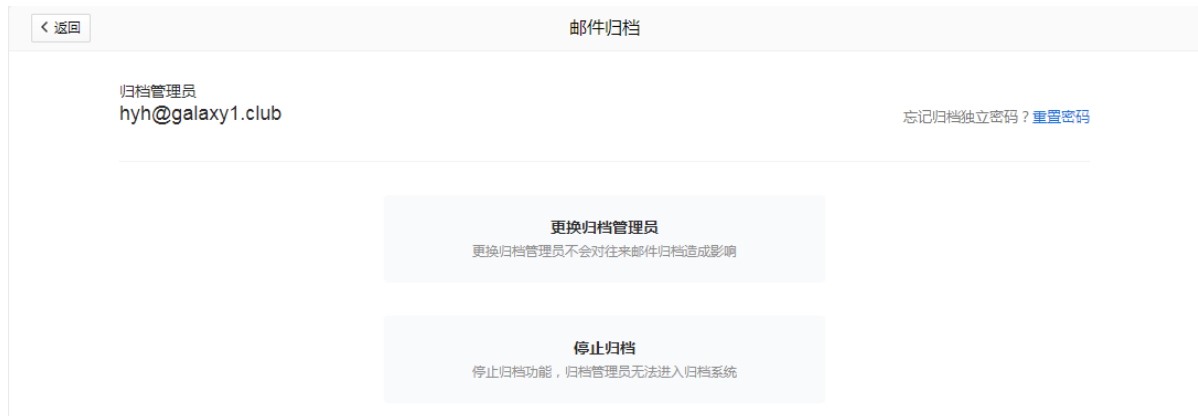 返回
邮件归档
归档管理员
hyh@galaxy1.club
忘记归档独立密码？重置密码
更换归档管理员
更换归档管理员不会对往来邮件归档造成影响
停止归档
停止归档功能，归档管理员无法进入归档系统